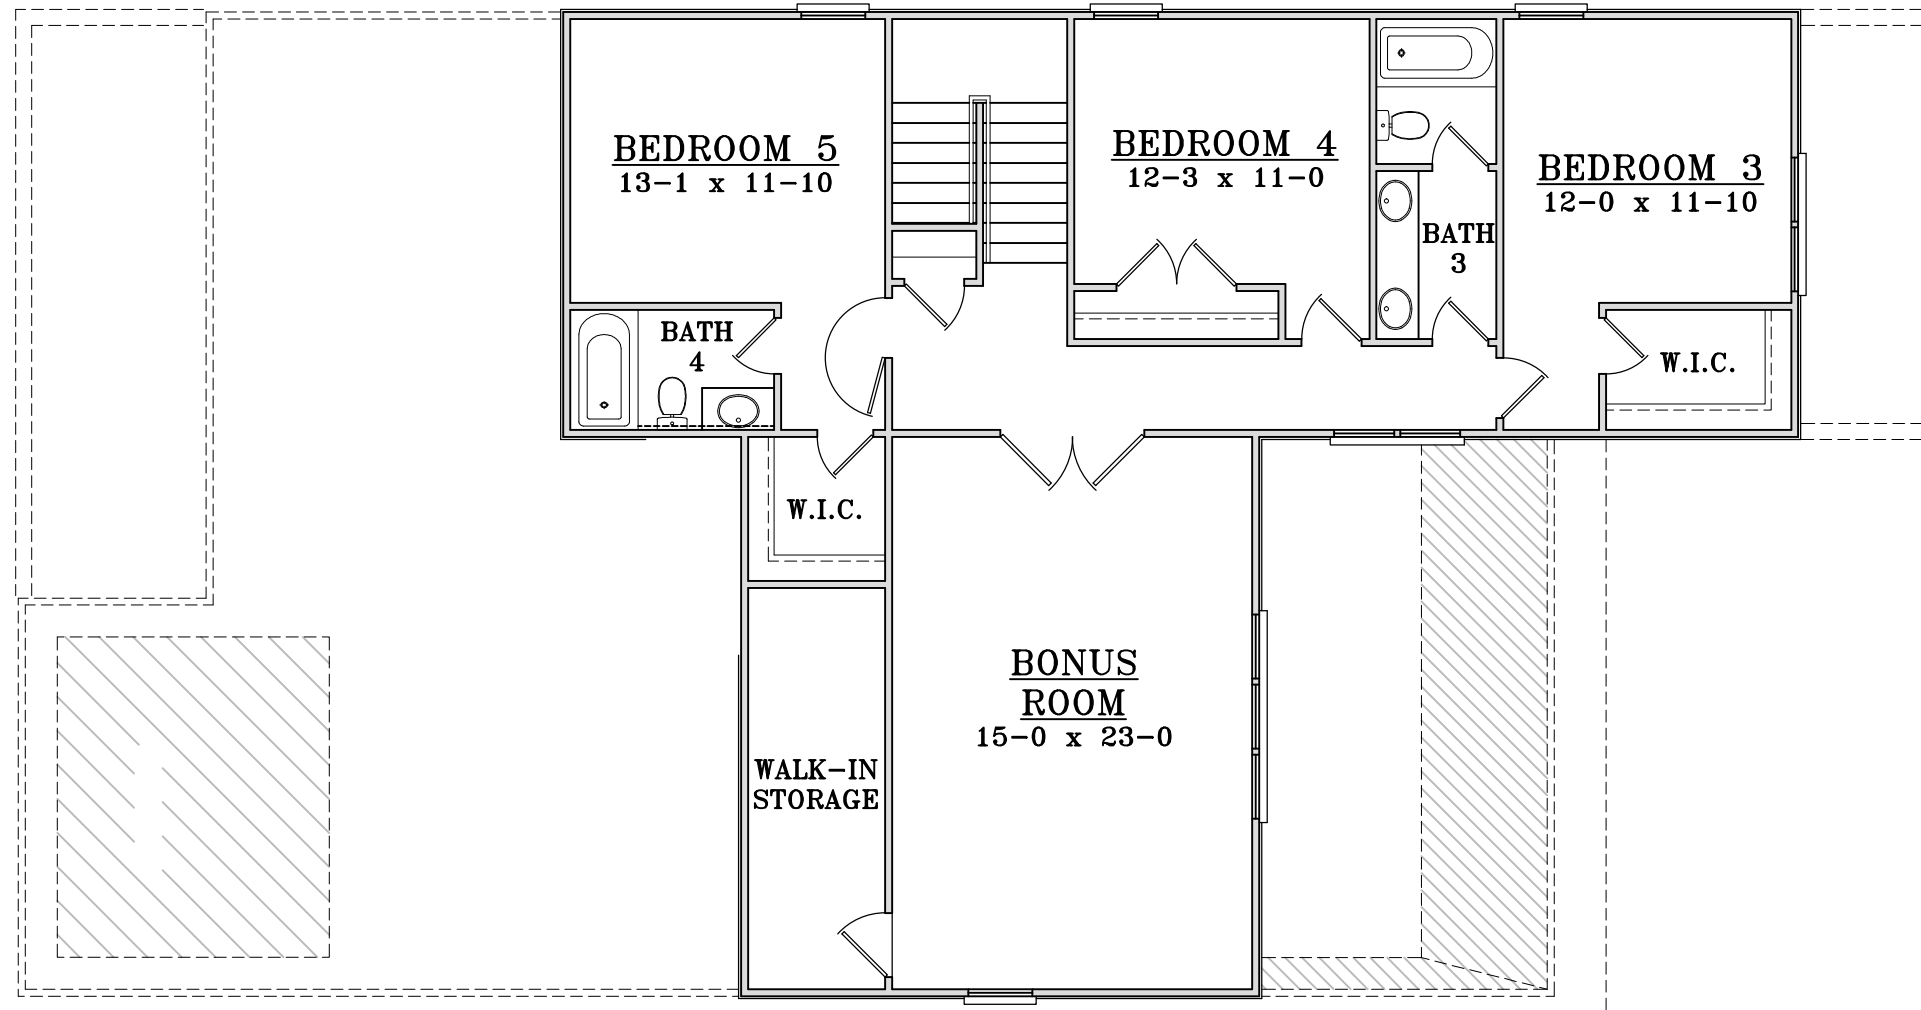 BEDROOM 5
13-1 x 11-10
BEDROOM 4
12-3 x 11-0
BEDROOM 3
12-0 x 11-10
BATH
3
BATH
4
W.I.C.
W.I.C.
BONUS
ROOM
15-0 x 23-0
WALK-IN
STORAGE